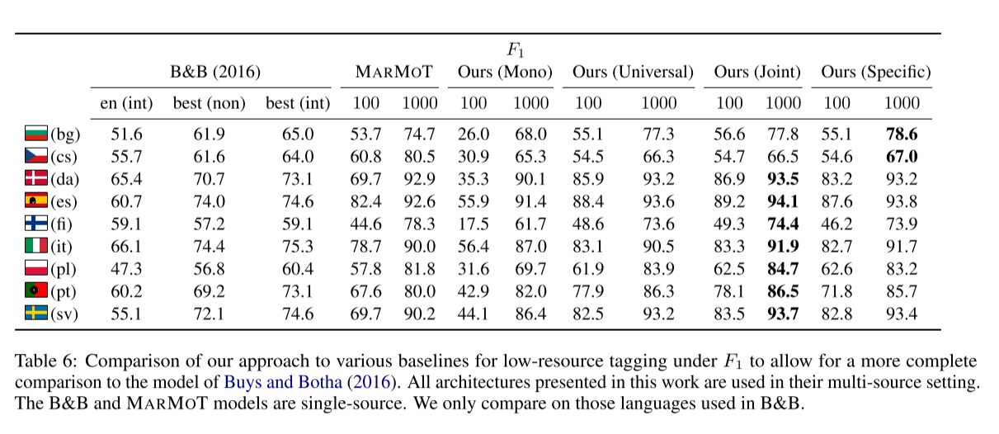 F1
B&B (2016) MARMOT Ours (Mono) Ours (Universal) Ours (Joint) Ours (Specific)
en (int) best (non) best (int) 100 1000 100 1000 100 1000 100 1000 100 1000
(bg) 51.6 61.9 65.0 53.7 74.7 26.0 68.0 55.1 77.3 56.6 77.8 55.1 78.6
(cs) 55.7 61.6 64.0 60.8 80.5 30.9 65.3 54.5 66.3 54.7 66.5 54.6 67.0
(da) 65.4 70.7 73.1 69.7 92.9 35.3 90.1 85.9 93.2 86.9 93.5 83.2 93.2
(es) 60.7 74.0 74.6 82.4 92.6 55.9 91.4 88.4 93.6 89.2 94.1 87.6 93.8
(fi) 59.1 57.2 59.1 44.6 78.3 17.5 61.7 48.6 73.6 49.3 74.4 46.2 73.9
(it) 66.1 74.4 75.3 78.7 90.0 56.4 87.0 83.1 90.5 83.3 91.9 82.7 91.7
(pl) 47.3 56.8 60.4 57.8 81.8 31.6 69.7 61.9 83.9 62.5 84.7 62.6 83.2
(pt) 60.2 69.2 73.1 67.6 80.0 42.9 82.0 77.9 86.3 78.1 86.5 71.8 85.7
(sv) 55.1 72.1 74.6 69.7 90.2 44.1 86.4 82.5 93.2 83.5 93.7 82.8 93.4
Table 6: Comparison of our approach to various baselines for low-resource tagging under F1 to allow for a more complete
comparison to the model of Buys and Botha (2016). All architectures presented in this work are used in their multi-source setting.
The B&B and MARMOT models are single-source. We only compare on those languages used in B&B.